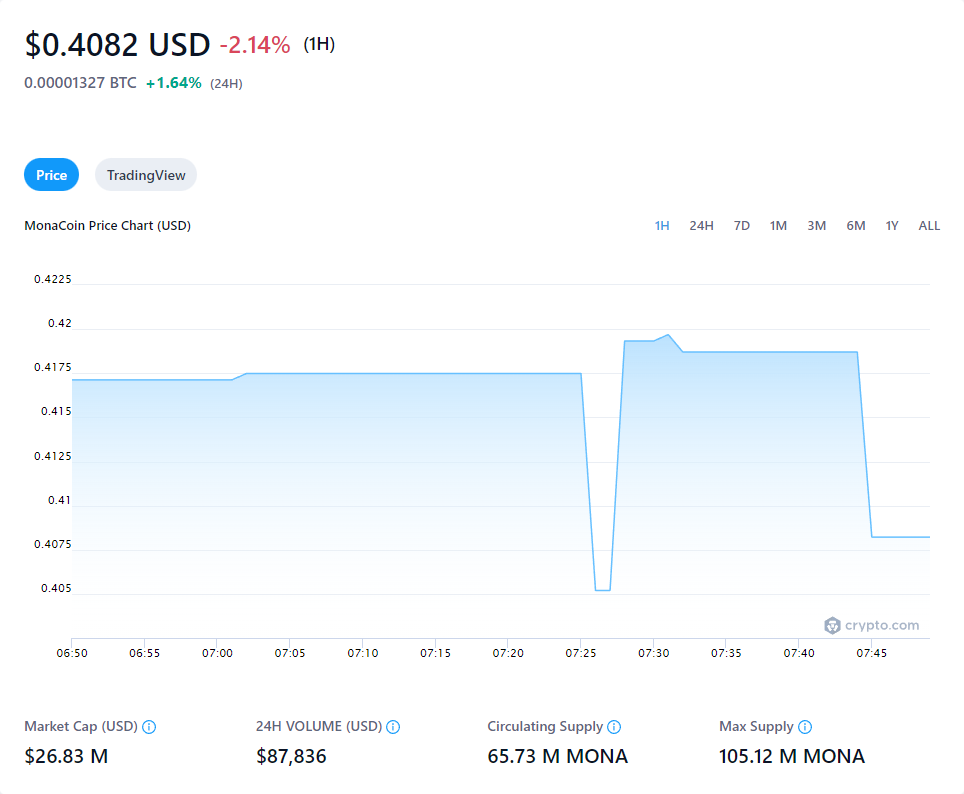 $0.4082 USD -2.14% (1H)
0.00001327 BTC +1.64% (24H)
Price TradingView
MonaCoin Price Chart (USD) 1H 24H 7D 1M 3M 6M 1Y ALL
0.4225
0.42
0.4175
0.415
0.4125
0.41
0.4075
0.405
crypto.com
06:50 06:55 07:00 07:05 07:10 07:15 07:20 07:25 07:30 07:35 07:40 07:45
Market Cap (USD) 24H VOLUME (USD) Circulating Supply Max Supply
$26.83 M $87,836 65.73 M MONA 105.12 M MONA